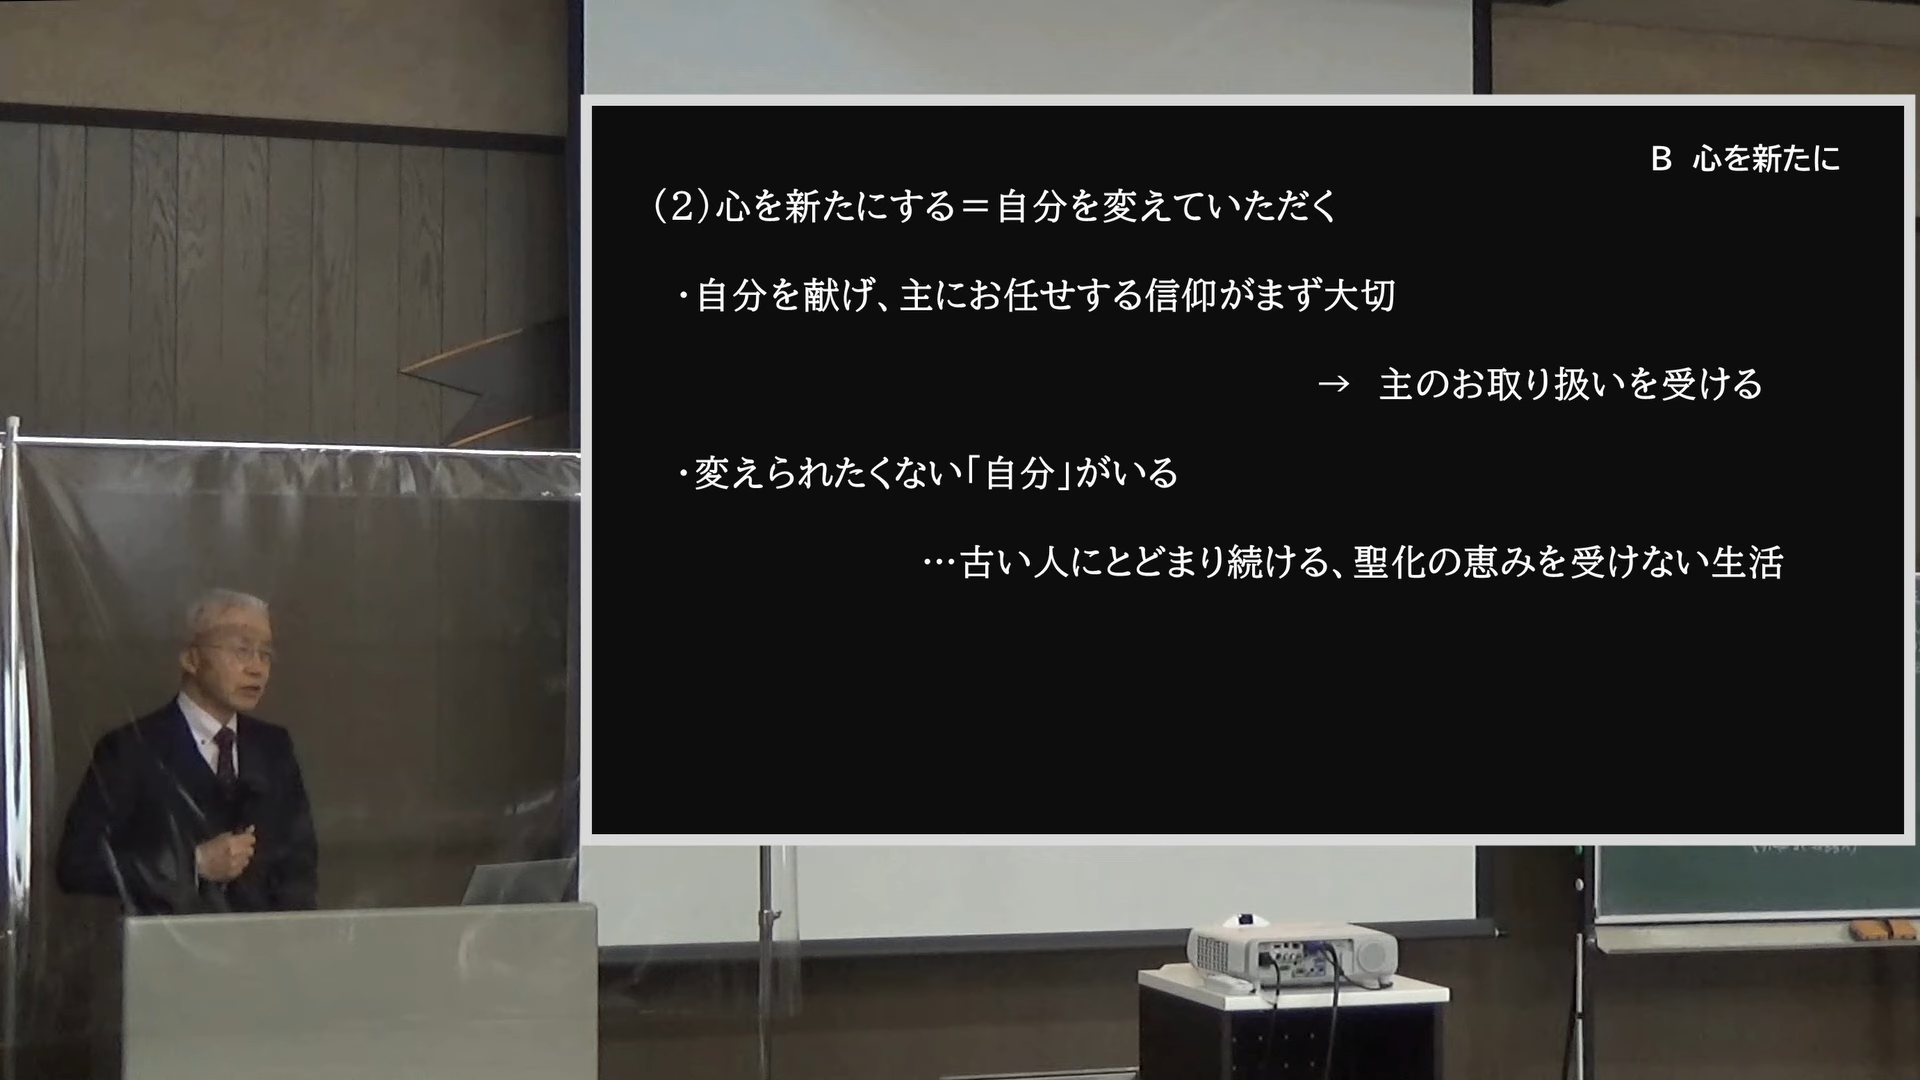 B　心を新たに
（２）心を新たにする＝自分を変えていただく
・自分を献げ、主にお任せする信仰がまず大切
→　主のお取り扱いを受ける
・変えられたくない「自分」がいる
…古い人にとどまり続ける、聖化の恵みを受けない生活